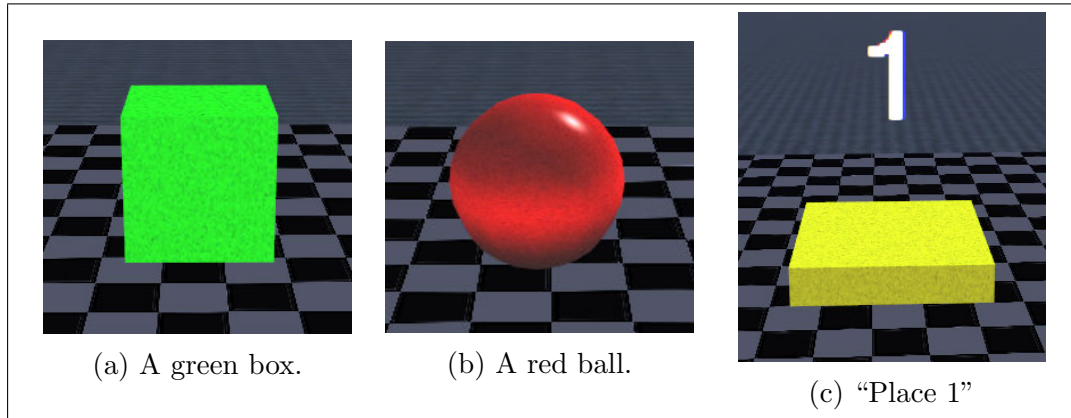 1
(a) A green box.
(b) A red ball.
(c) “Place 1”